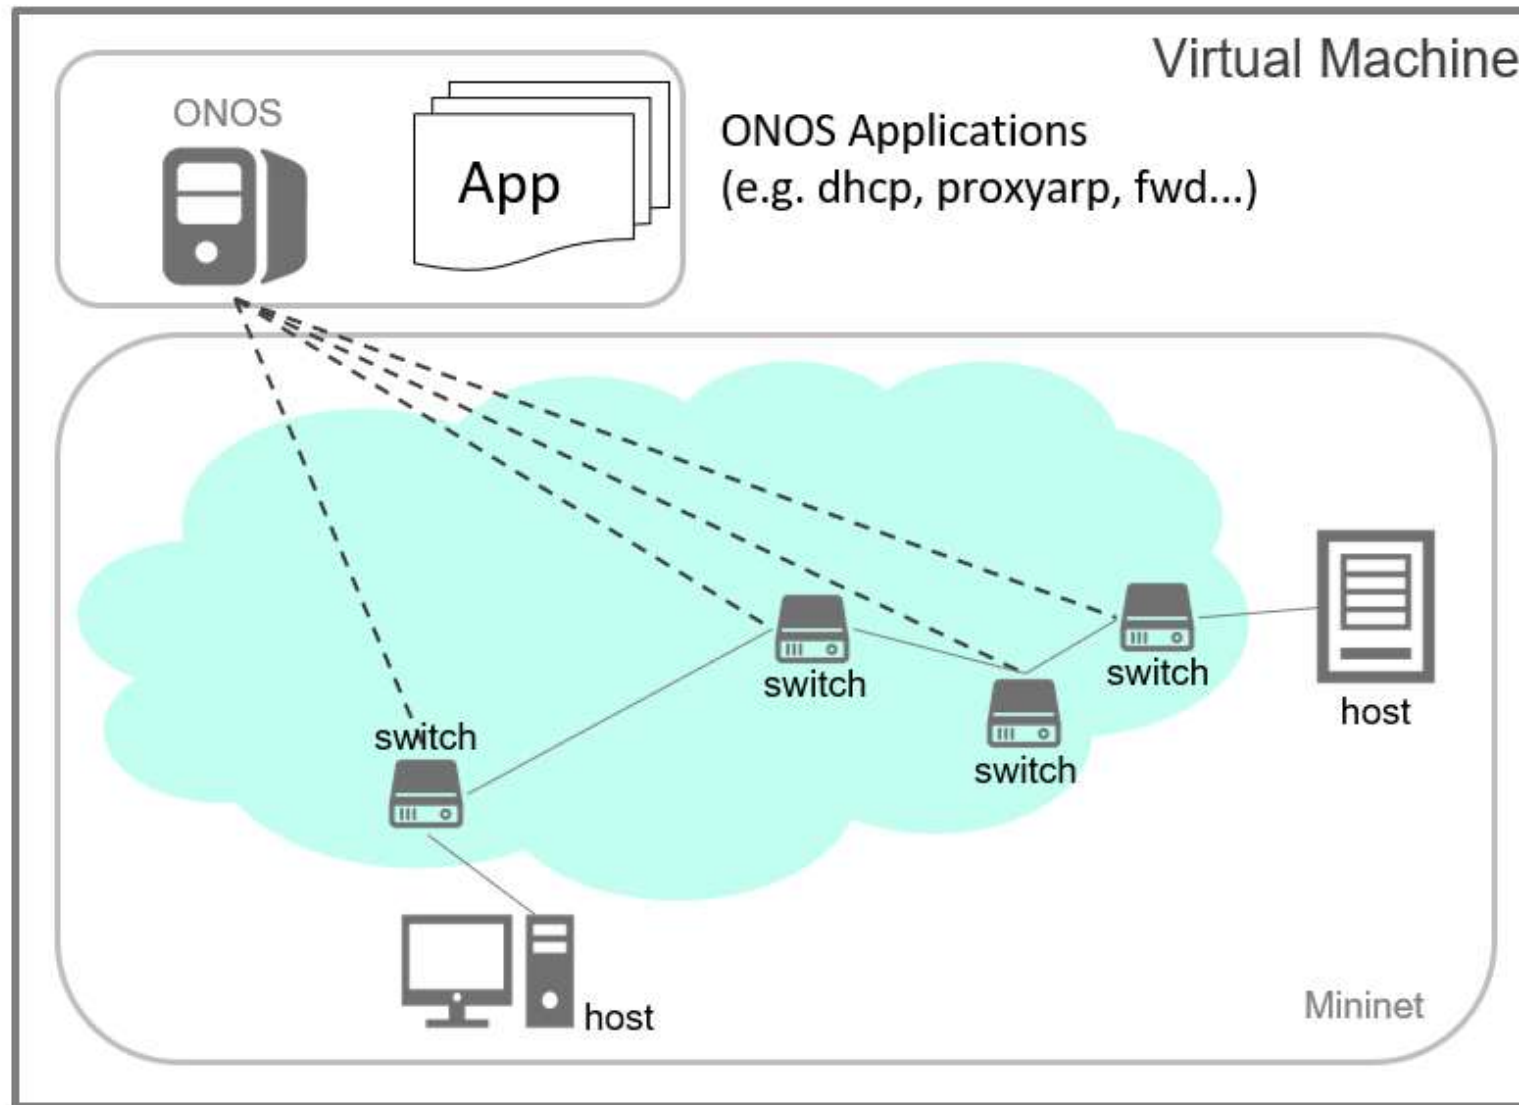 Virtual Machine
ONOS
App
ONOS Applications
(e.g. dhcp, proxyarp, fwd...)
switch
switch
switch
switch
host
host
Mininet